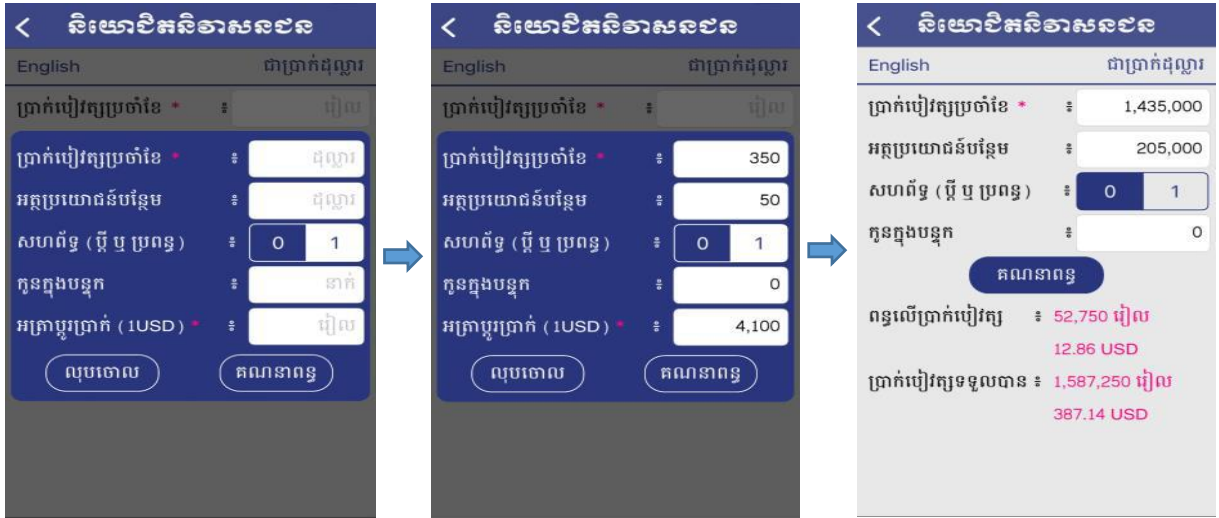 < និយោជិតនិវាសនជន
English ជាប្រាក់ដុល្លារ
ប្រាក់បៀវត្សប្រចាំខែ * ៖ រៀល
ប្រាក់បៀវត្សប្រចាំខែ * ៖ ដុល្លារ
អត្ថប្រយោជន៍បន្ថែម ៖ ដុល្លារ
សហព័ទ្ធ (ប្តី ឬ ប្រពន្ធ) ៖ 0 1
កូនក្នុងបន្ទុក ៖ នាក់
អត្រាប្តូរប្រាក់ (1USD) * ៖ រៀល
លុបចោល គណនាពន្ធ
< និយោជិតនិវាសនជន
English ជាប្រាក់ដុល្លារ
ប្រាក់បៀវត្សប្រចាំខែ * ៖ រៀល
ប្រាក់បៀវត្សប្រចាំខែ * ៖ 350
អត្ថប្រយោជន៍បន្ថែម ៖ 50
សហព័ទ្ធ (ប្តី ឬ ប្រពន្ធ) ៖ 0 1
កូនក្នុងបន្ទុក ៖ 0
អត្រាប្តូរប្រាក់ (1USD) * ៖ 4,100
លុបចោល គណនាពន្ធ
< និយោជិតនិវាសនជន
English ជាប្រាក់ដុល្លារ
ប្រាក់បៀវត្សប្រចាំខែ * ៖ 1,435,000
អត្ថប្រយោជន៍បន្ថែម ៖ 205,000
សហព័ទ្ធ (ប្តី ឬ ប្រពន្ធ) ៖ 0 1
កូនក្នុងបន្ទុក ៖ 0
គណនាពន្ធ
ពន្ធលើប្រាក់បៀវត្ស ៖ 52,750 រៀល
12.86 USD
ប្រាក់បៀវត្សទទួលបាន ៖ 1,587,250 រៀល
387.14 USD